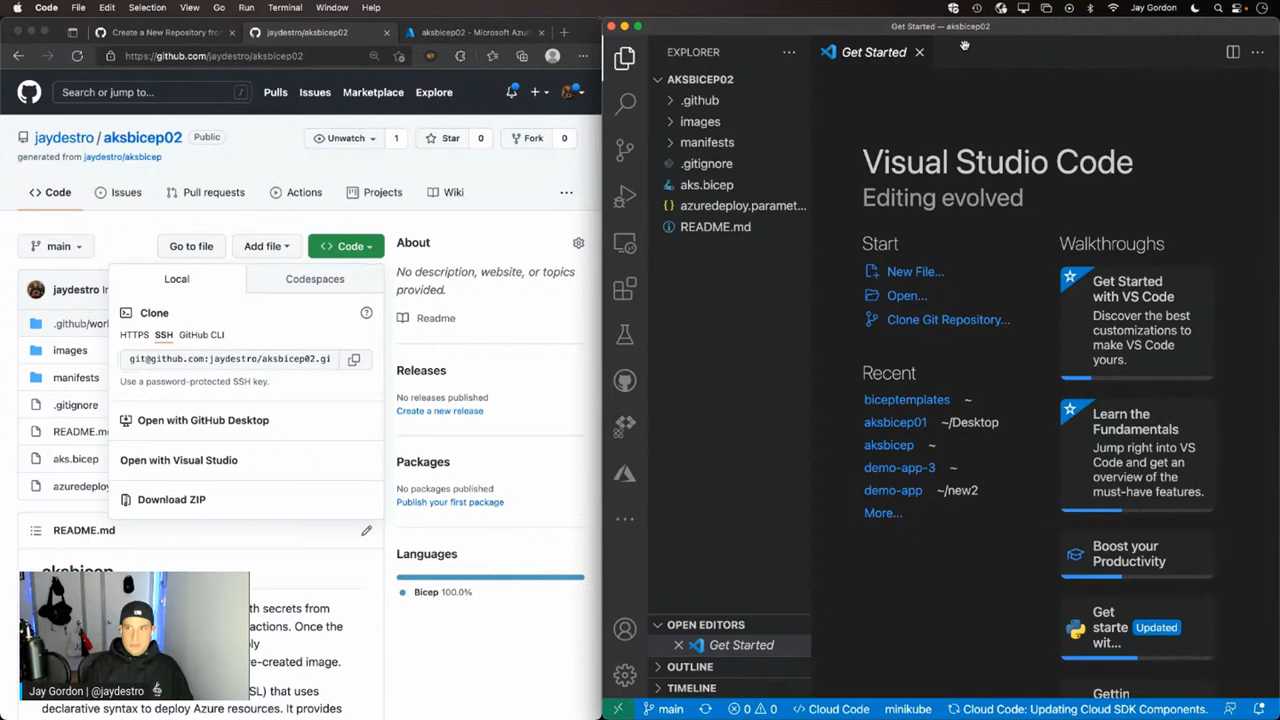 File Edit Selection View Go Run Terminal Window Help
Jay Gordon
Create a New Repository from
jaydestro/aksbicep02
aksbicep02 - Microsoft Azu
https://github.com/jaydestro/aksbicep02
Search or jump to...
/
Pulls Issues Marketplace Explore
jaydestro / aksbicep02 Public
generated from jaydestro/aksbicep
Unwatch 1
Star 0
Fork 0
Code Issues Pull requests Actions Projects Wiki
main
Go to file
Add file
Code
Local
Codespaces
jaydestro
.github/wor
images
manifests
.gitignore
README.m
aks.bicep
azuredeploy
Clone
HTTPS SSH GitHub CLI
git@github.com:jaydestro/aksbicep02.gi
Use a password-protected SSH key.
Open with GitHub Desktop
Open with Visual Studio
Download ZIP
README.md
aksbicep
th secrets from
actions. Once the
ly
e-created image.
SL) that uses
declarative syntax to deploy Azure resources. It provides
Jay Gordon | @jaydestro
About
No description, website, or topics
provided.
Readme
Releases
No releases published
Create a new release
Packages
No packages published
Publish your first package
Languages
Bicep 100.0%
Get Started — aksbicep02
EXPLORER
AKSBICEP02
.github
images
manifests
.gitignore
aks.bicep
azuredeploy.paramet...
README.md
OPEN EDITORS
Get Started
OUTLINE
TIMELINE
Get Started
Visual Studio Code
Editing evolved
Start
New File...
Open...
Clone Git Repository...
Recent
biceptemplates ~
aksbicep01 ~/Desktop
aksbicep ~
demo-app-3 ~
demo-app ~/new2
More...
Walkthroughs
Get Started
with VS Code
Discover the best
customizations to
make VS Code
yours.
Learn the
Fundamentals
Jump right into VS
Code and get an
overview of the
must-have features.
Boost your
Productivity
Get
starte Updated
wit...
main
0 0
Cloud Code
minikube
Cloud Code: Updating Cloud SDK Components.